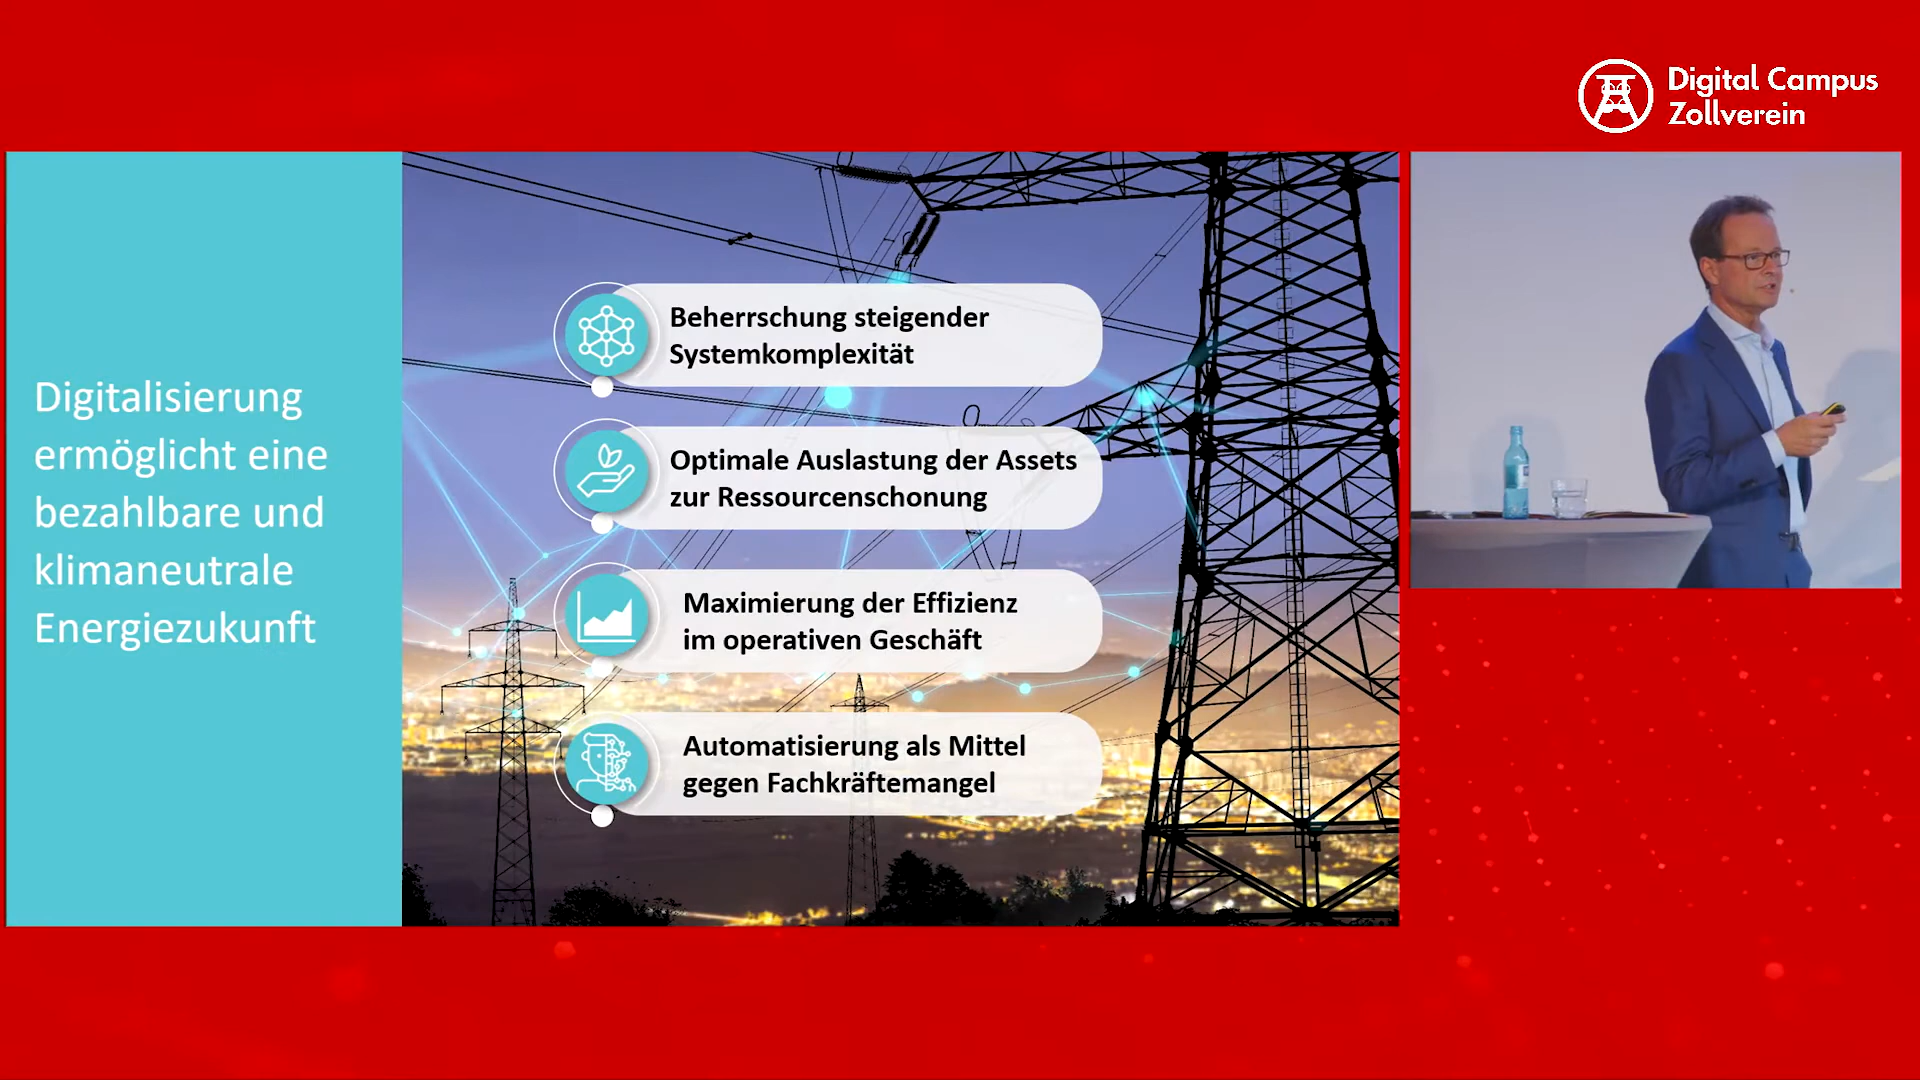 Digital Campus
Zollverein
Digitalisierung
ermöglicht eine
bezahlbare und
klimaneutrale
Energiezukunft
Beherrschung steigender
Systemkomplexität
Optimale Auslastung der Assets
zur Ressourcenschonung
Maximierung der Effizienz
im operativen Geschäft
Automatisierung als Mittel
gegen Fachkräftemangel